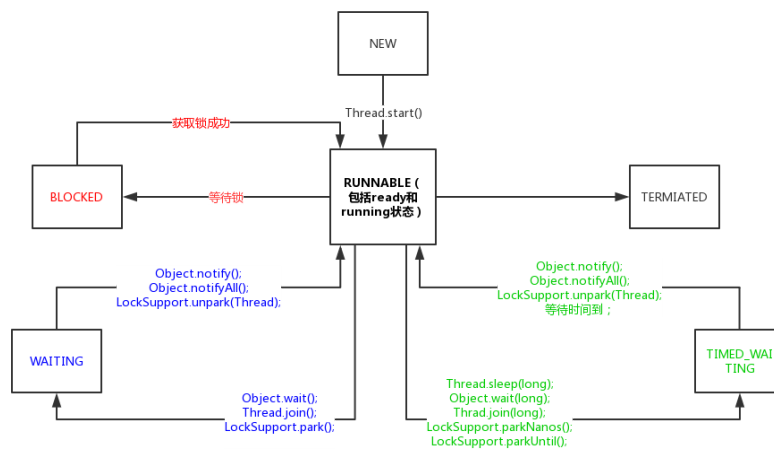 NEW
Thread.start()
获取锁成功
BLOCKED
等待锁
RUNNABLE（
包括ready和
running状态）
TERMIATED
Object.notify();
Object.notifyAll();
LockSupport.unpark(Thread);
Object.notify();
Object.notifyAll();
LockSupport.unpark(Thread);
等待时间到；
WAITING
TIMED_WAI
TING
Object.wait();
Thread.join();
LockSupport.park();
Thread.sleep(long);
Object.wait(long);
Thrad.join(long);
LockSupport.parkNanos();
LockSupport.parkUntil();